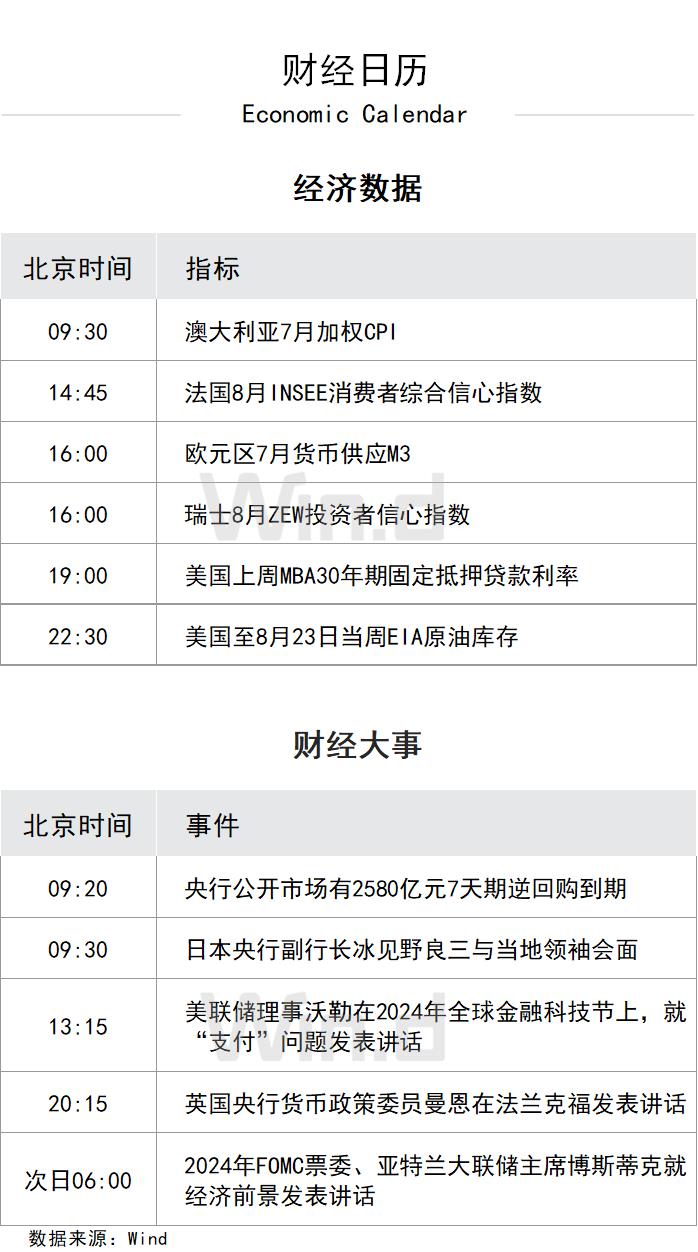 财经日历
Economic Calendar
经济数据
北京时间 指标
09:30 澳大利亚7月加权CPI
14:45 法国8月INSEE消费者综合信心指数
16:00 欧元区7月货币供应M3
16:00 瑞士8月ZEW投资者信心指数
19:00 美国上周MBA30年期固定抵押贷款利率
22:30 美国至8月23日当周EIA原油库存
Win.d
财经大事
北京时间 事件
09:20 央行公开市场有2580亿元7天期逆回购到期
09:30 日本央行副行长冰见野良三与当地领袖会面
13:15 美联储理事沃勒在2024年全球金融科技节上，就
“支付”问题发表讲话
Win.d
20:15 英国央行货币政策委员曼恩在法兰克福发表讲话
次日06:00 2024年FOMC票委、亚特兰大联储主席博斯蒂克就
经济前景发表讲话
数据来源：Wind